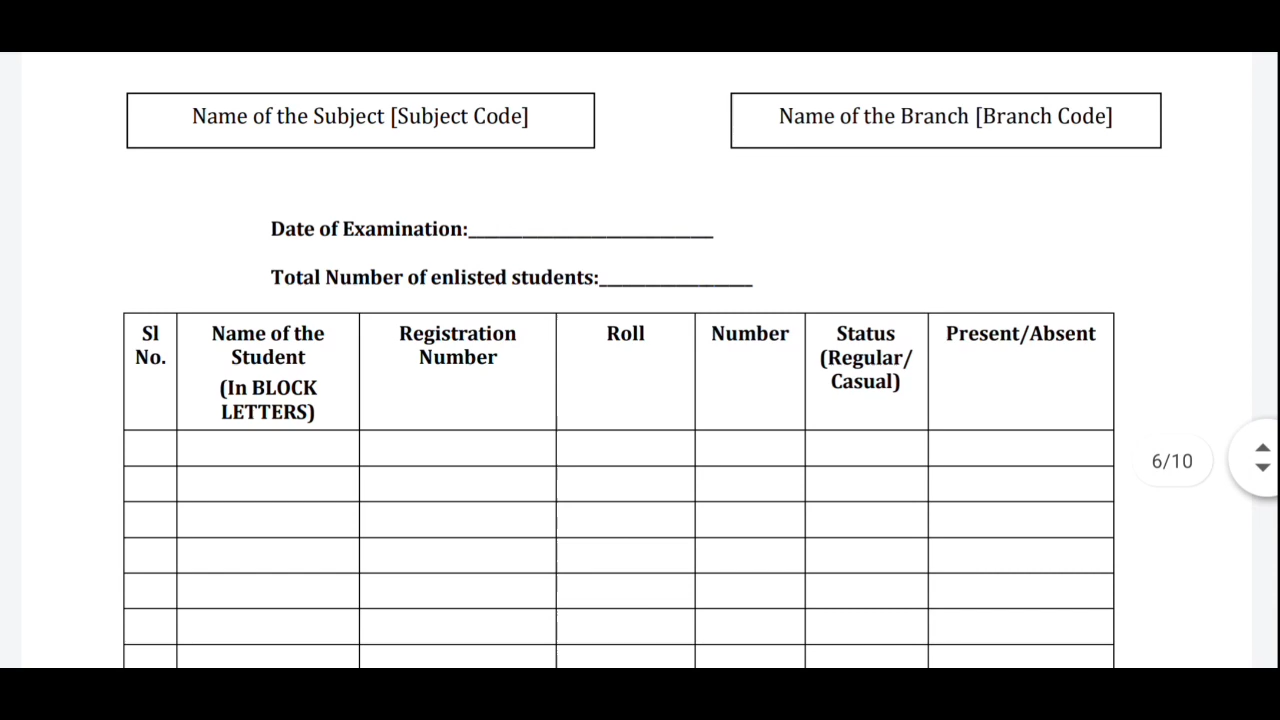 Name of the Subject [Subject Code]
Name of the Branch [Branch Code]
Date of Examination:______________________________
Total Number of enlisted students:___________________
Sl No.
Name of the Student
(In BLOCK LETTERS)
Registration Number
Roll
Number
Status (Regular/ Casual)
Present/Absent
6/10